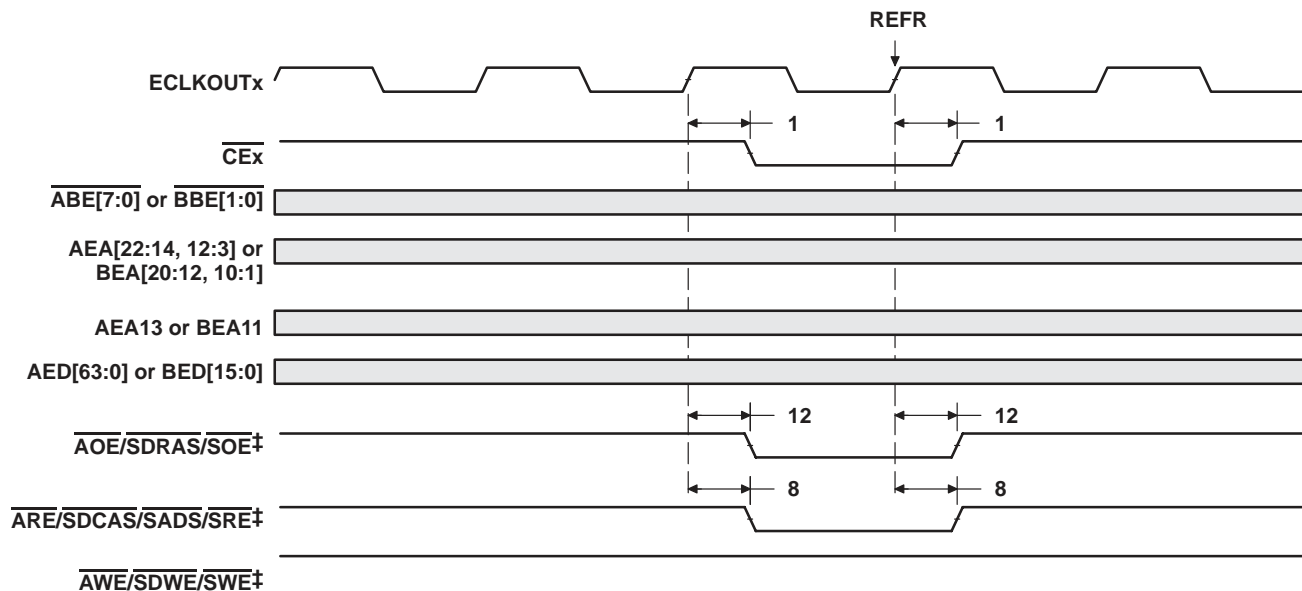 REFR
ECLKOUTx
1 1
CEx
ABE[7:0] or BBE[1:0]
AEA[22:14, 12:3] or
BEA[20:12, 10:1]
AEA13 or BEA11
AED[63:0] or BED[15:0]
12 12
AOE/SDRAS/SOE‡
8 8
ARE/SDCAS/SADS/SRE‡
AWE/SDWE/SWE‡